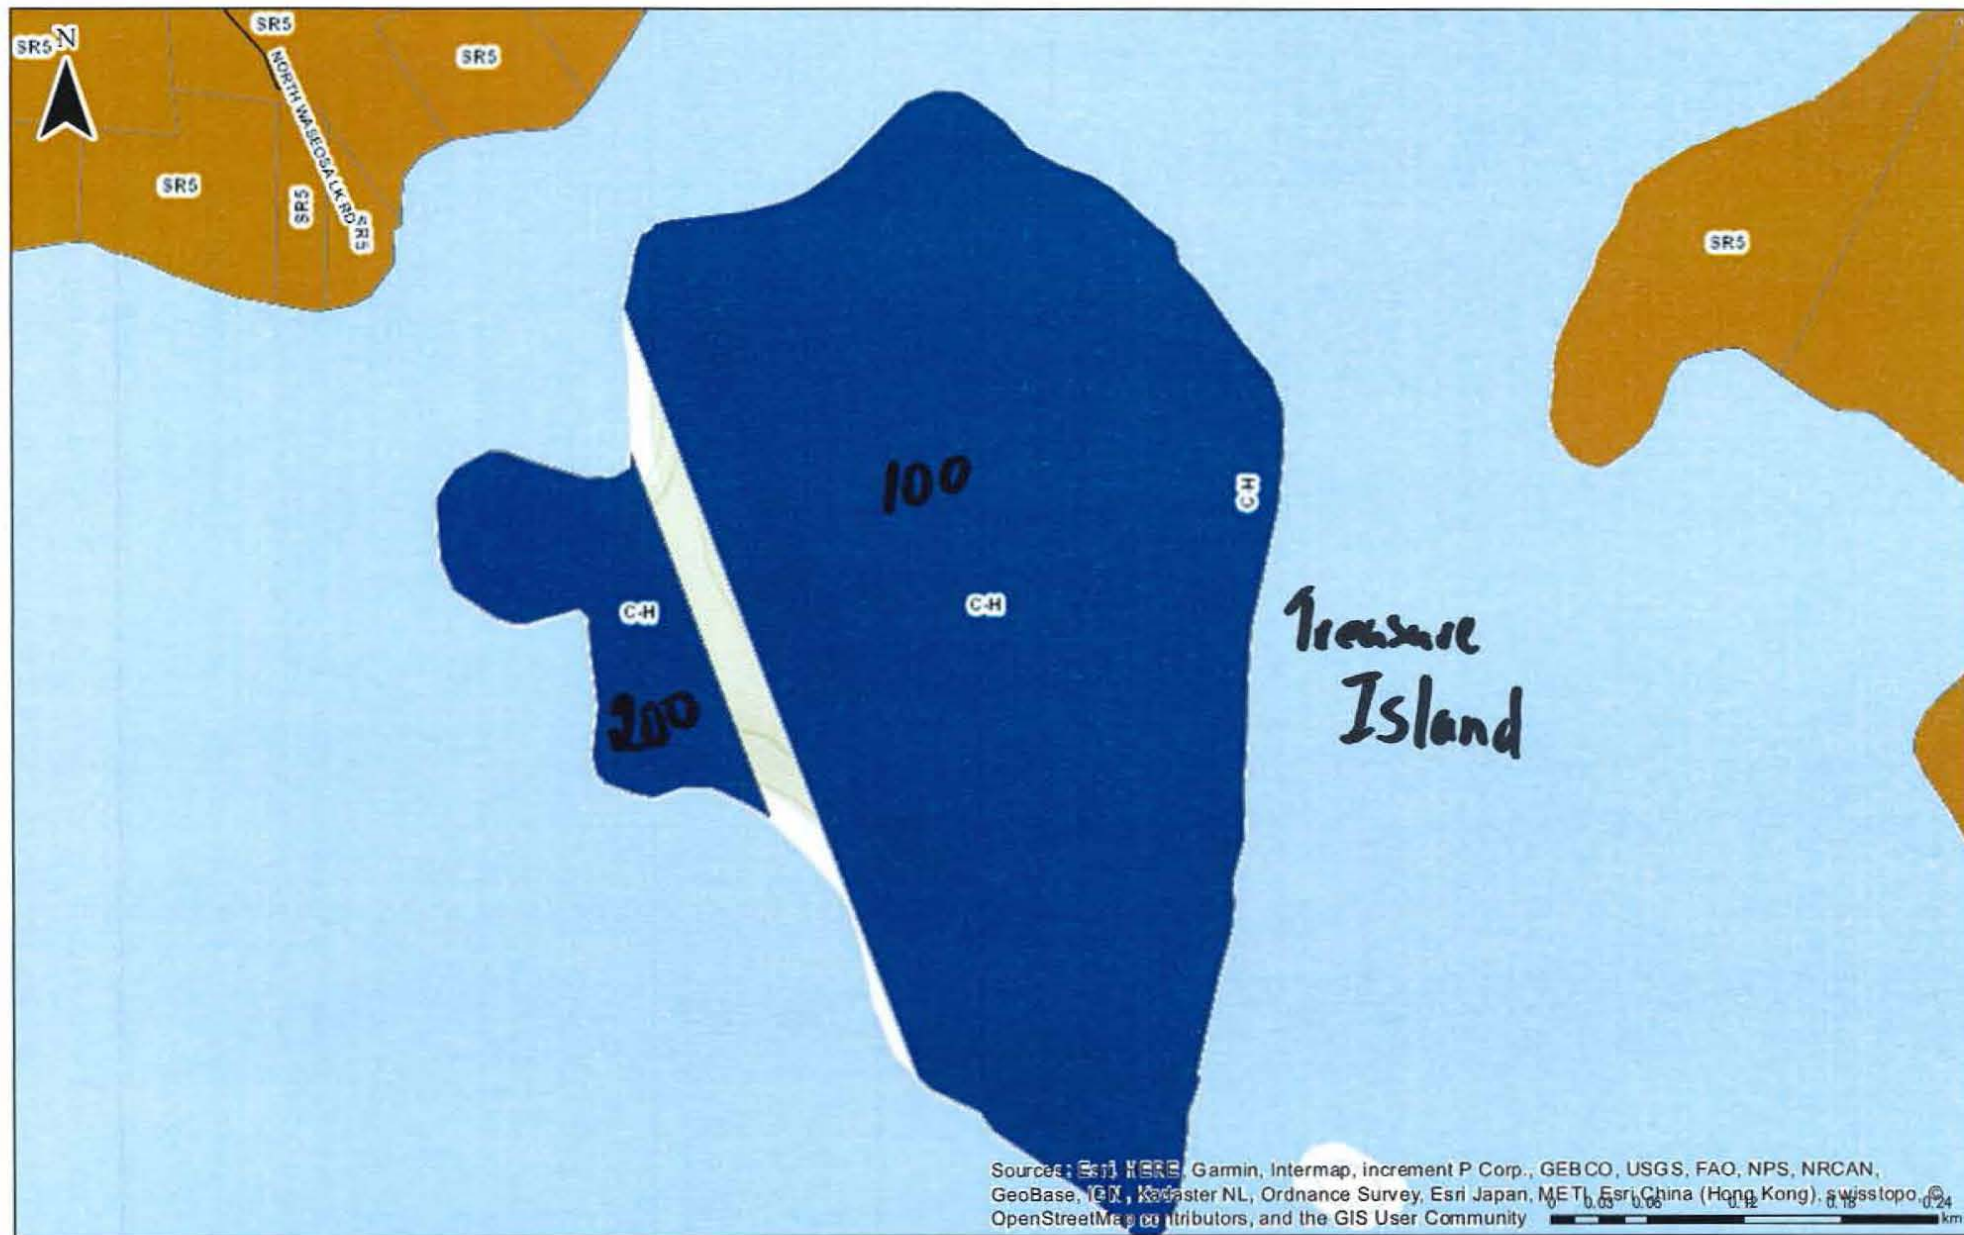 SR5
N
SR5
SR5
NORTH WASEOSA LK RD
SR5
SR5
SR5
SR5
100
C-H
C-H
C-H
200
Treasure
Island
Sources: Esri, HERE, Garmin, Intermap, increment P Corp., GEBCO, USGS, FAO, NPS, NRCAN,
GeoBase, IGN, Kadaster NL, Ordnance Survey, Esri Japan, METI, Esri China (Hong Kong), swisstopo, ©
OpenStreetMap contributors, and the GIS User Community
0 0.03 0.06 0.12 0.18 0.24
km